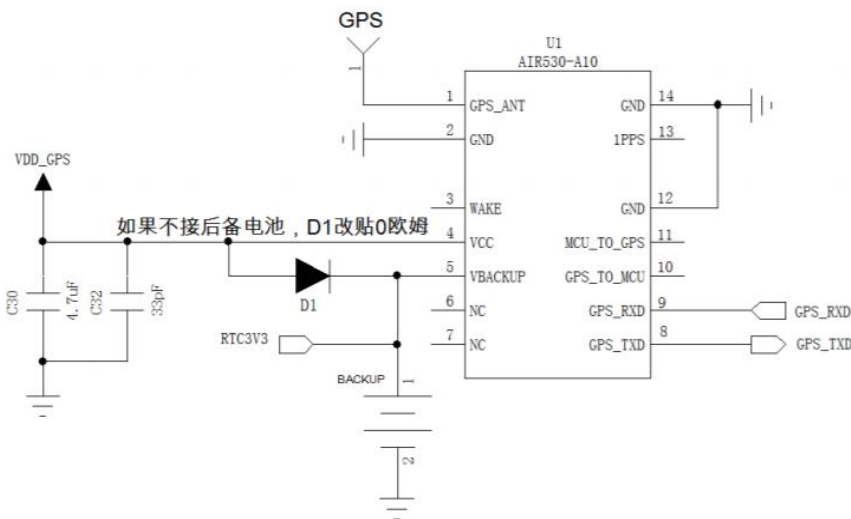 GPS
1
U1
AIR530-A10
1 GPS_ANT GND 14
2 GND 1PPS 13
VDD_GPS
3 WAKE GND 12
如果不接后备电池，D1改贴0欧姆
4 VCC MCU_TO_GPS 11
5 VBACKUP GPS_TO_MCU 10
D1
C30 4.7uF C32 33pF
6 NC GPS_RXD 9 GPS_RXD
RTC3V3
7 NC GPS_TXD 8 GPS_TXD
BACKUP 1
2